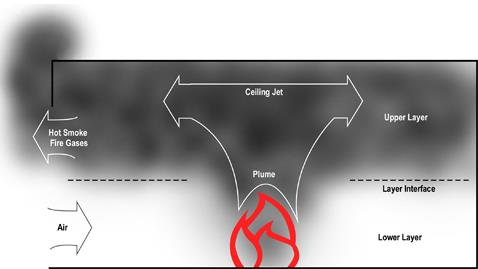 Ceiling Jet
Upper Layer
Hot Smoke
Fire Gases
Plume
Layer Interface
Air
Lower Layer